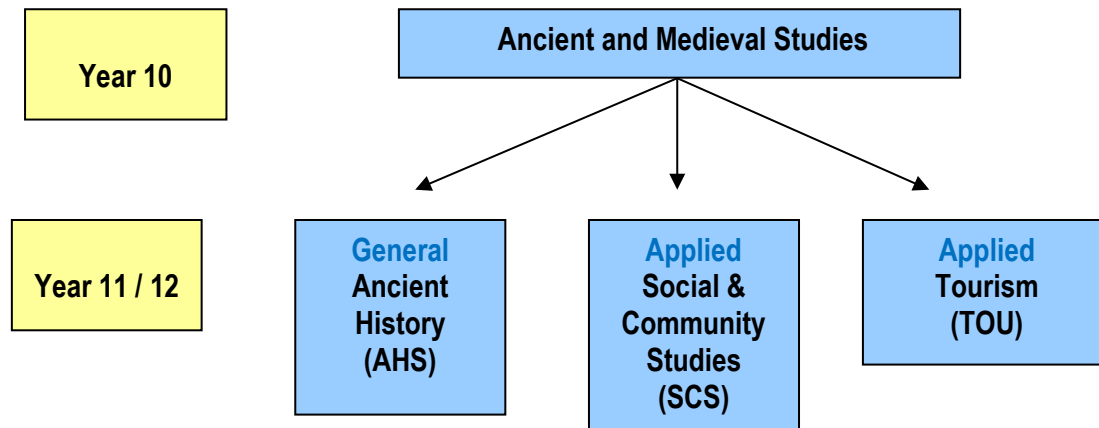 Year 10
Ancient and Medieval Studies
Year 11 / 12
General
Ancient
History
(AHS)
Applied
Social &
Community
Studies
(SCS)
Applied
Tourism
(TOU)